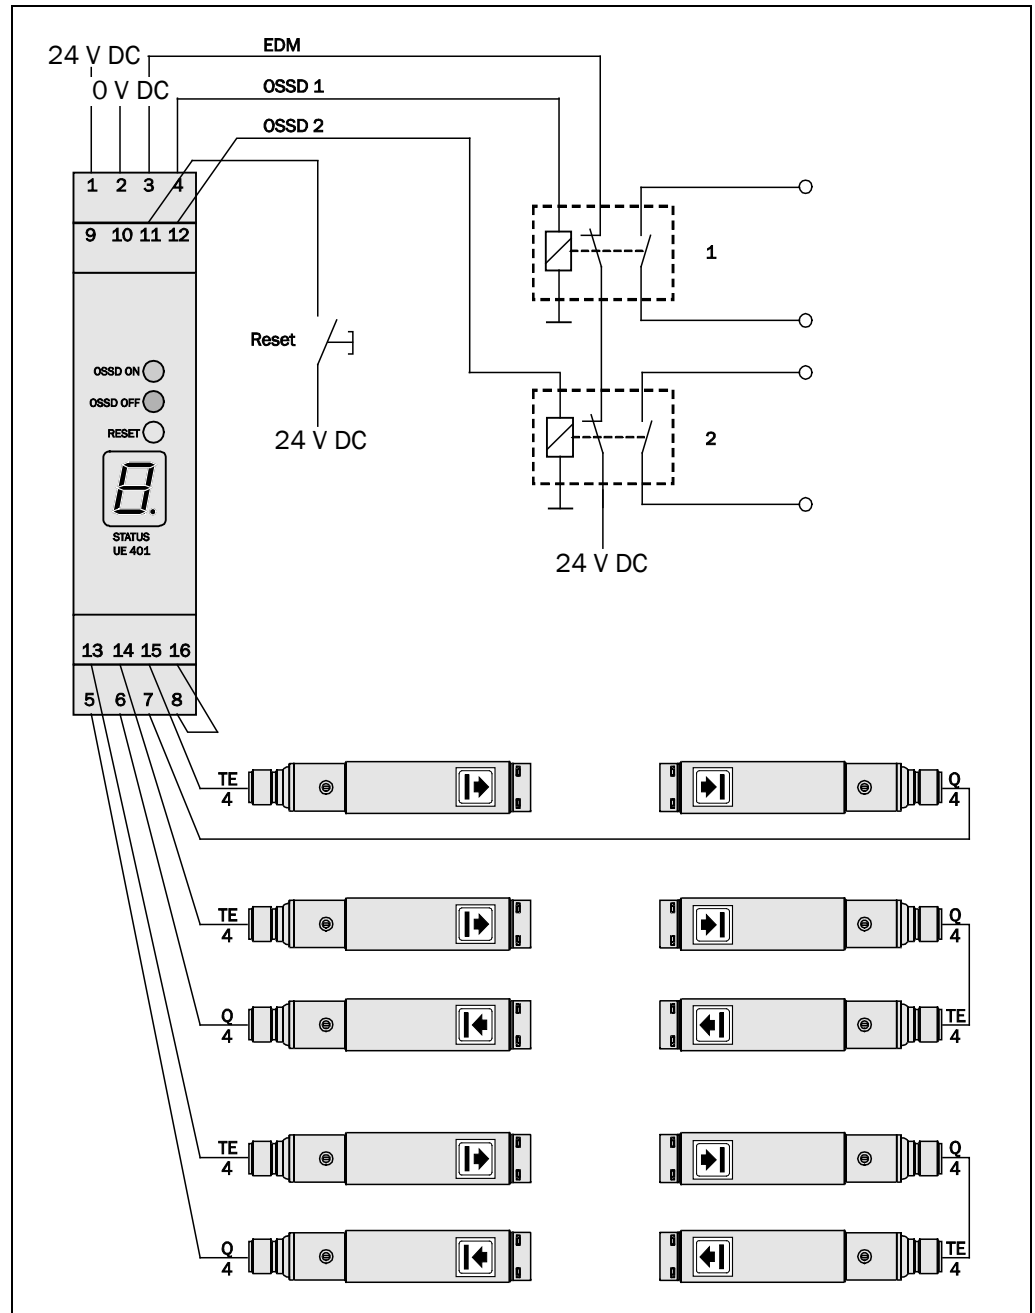 24 V DC
EDM
0 V DC
OSSD 1
OSSD 2
1 2 3 4
9 10 11 12
1
Reset
OSSD ON
OSSD OFF
RESET
24 V DC
2
8.
STATUS
UE 401
24 V DC
13 14 15 16
5 6 7 8
TE
4
Q
4
TE
4
Q
4
Q
4
TE
4
TE
4
Q
4
Q
4
TE
4